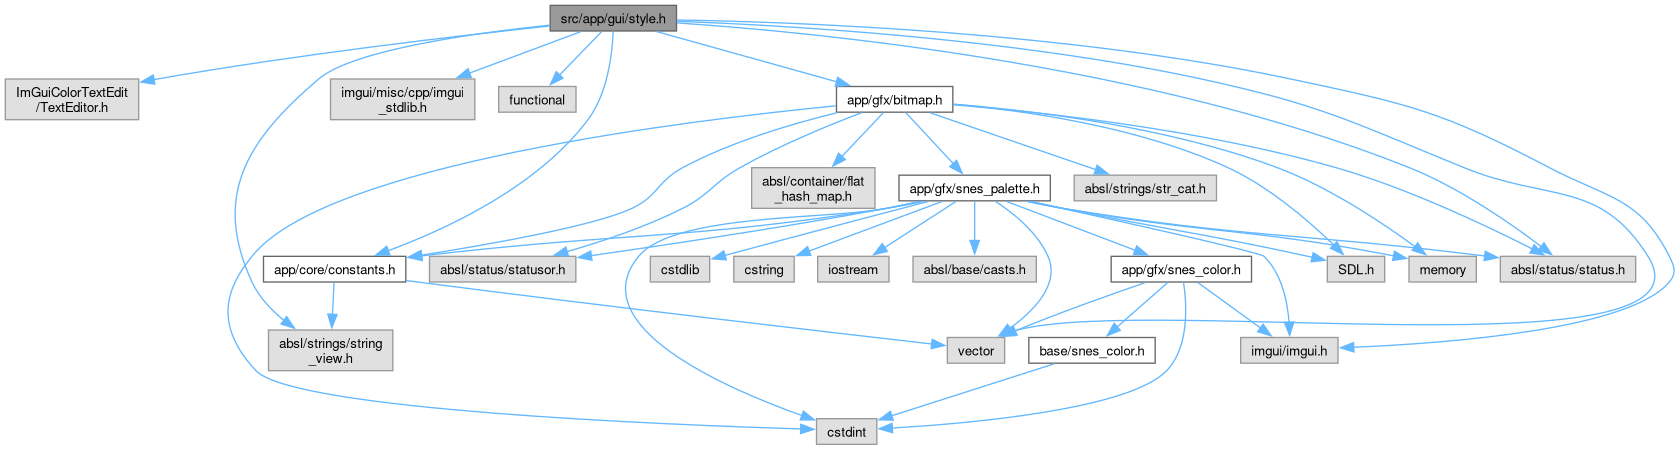 src/app/gui/style.h
ImGuiColorTextEdit
/TextEditor.h
imgui/misc/cpp/imgui
_stdlib.h
functional
app/gfx/bitmap.h
absl/container/flat
_hash_map.h
app/gfx/snes_palette.h
absl/strings/str_cat.h
app/core/constants.h
absl/status/statusor.h
cstdlib
cstring
iostream
absl/base/casts.h
app/gfx/snes_color.h
SDL.h
memory
absl/status/status.h
absl/strings/string
_view.h
vector
base/snes_color.h
imgui/imgui.h
cstdint